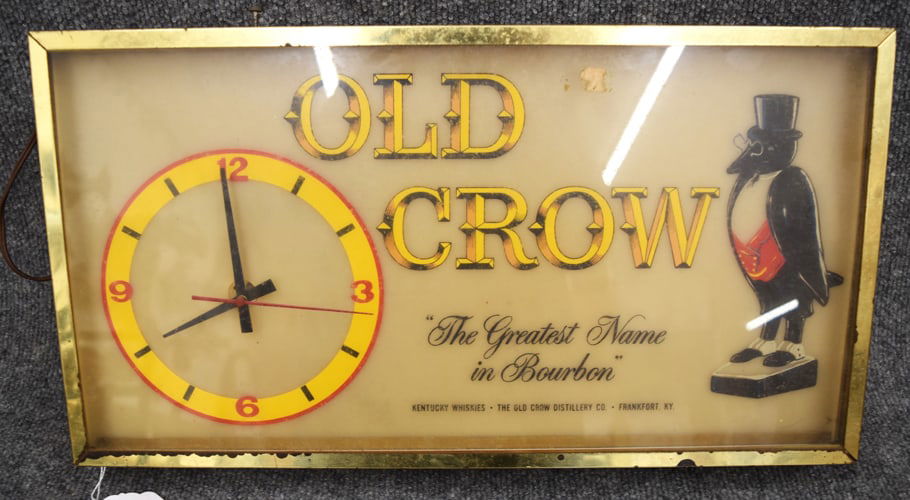 OLD
CROW
12
3
6
9
“The Greatest Name
in Bourbon”
KENTUCKY WHISKIES • THE OLD CROW DISTILLERY CO. • FRANKFORT, KY.